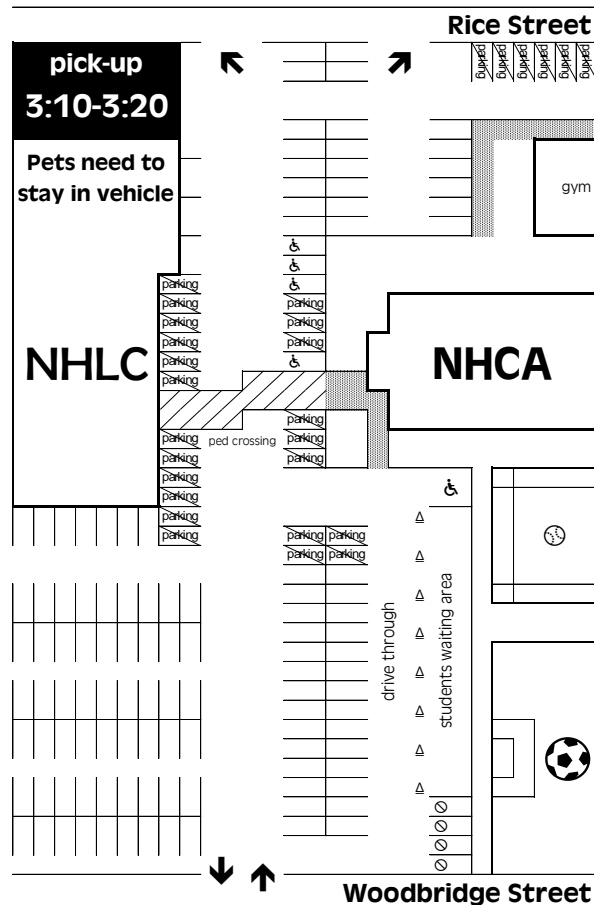 Rice Street
pick-up
3:10-3:20
parking
parking
parking
parking
parking
parking
Pets need to
stay in vehicle
gym
parking
parking
parking
parking
parking
parking
parking
parking
parking
NHLC
NHCA
parking
parking
parking
ped crossing
parking
parking
parking
parking
parking
parking
parking
parking parking
parking parking
drive through
students waiting area
Woodbridge Street